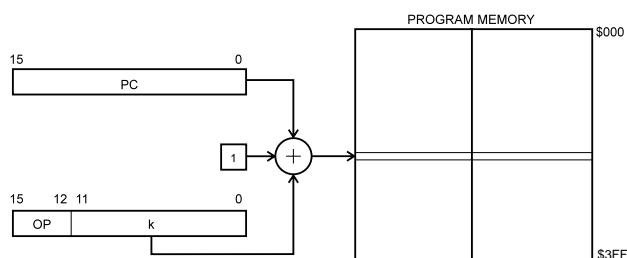 PROGRAM MEMORY
$000
15 0
PC
1
+
15 12 11 0
OP k
$3FF